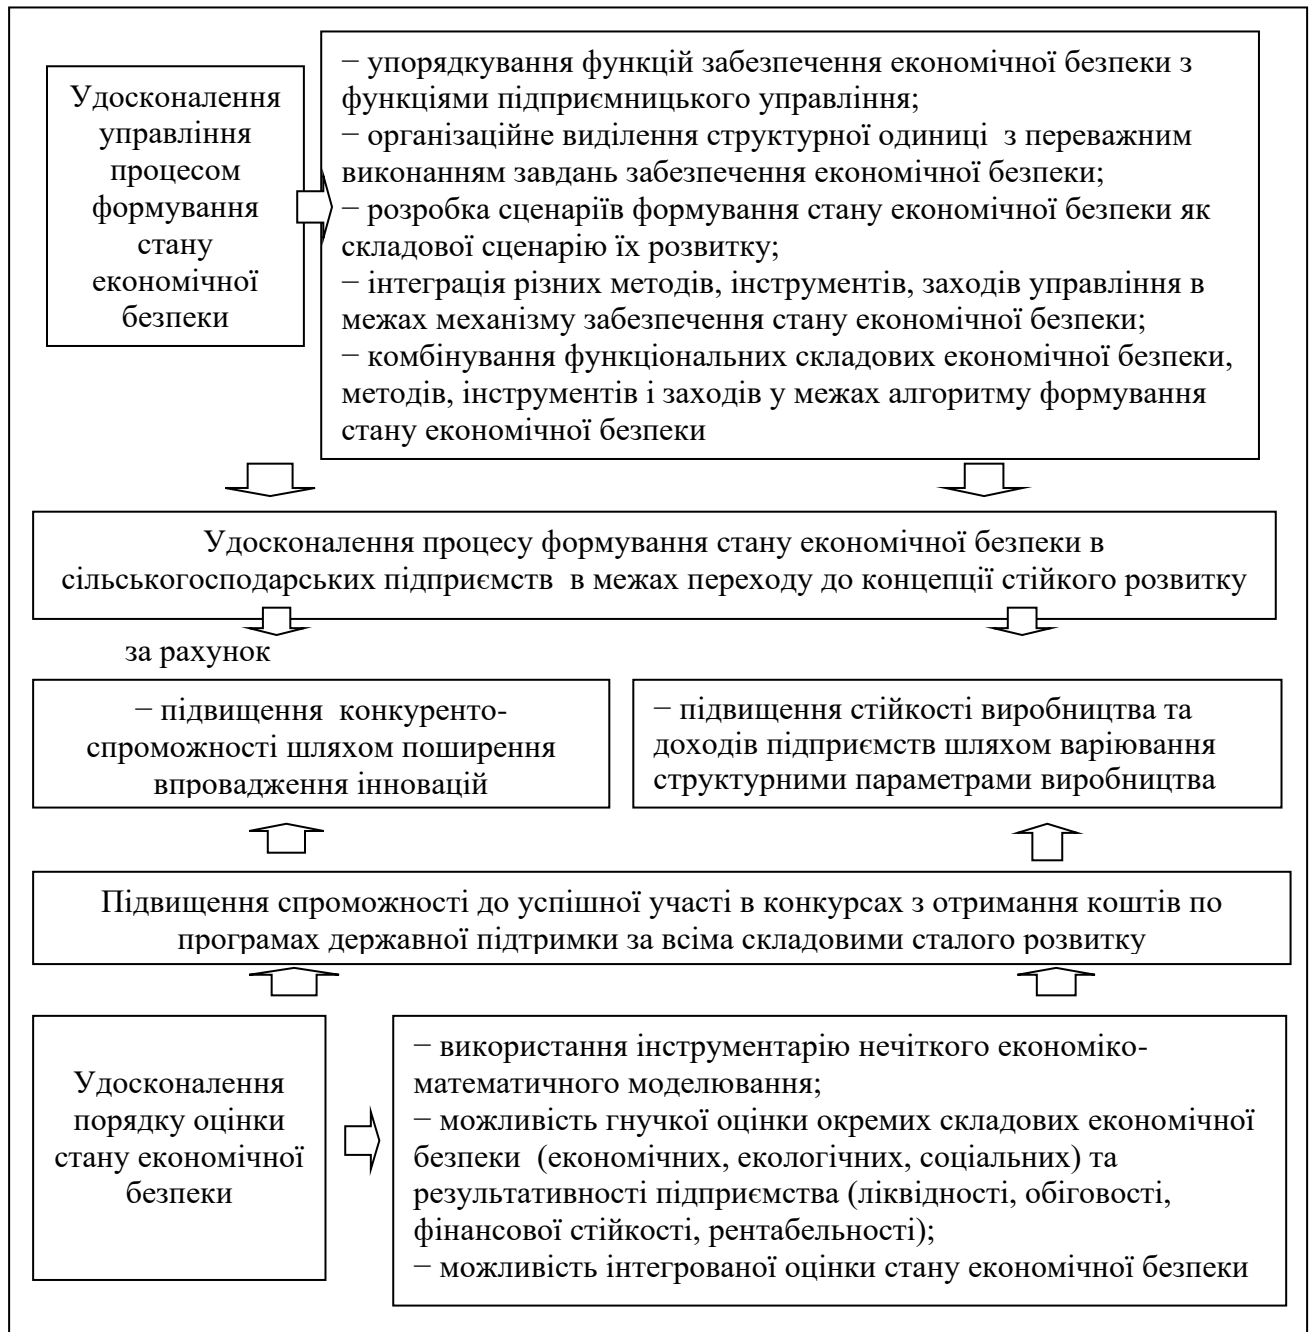 Удосконалення
управління
процесом
формування
стану
економічної
безпеки
− упорядкування функцій забезпечення економічної безпеки з
функціями підприємницького управління;
− організаційне виділення структурної одиниці з переважним
виконанням завдань забезпечення економічної безпеки;
− розробка сценаріїв формування стану економічної безпеки як
складової сценарію їх розвитку;
− інтеграція різних методів, інструментів, заходів управління в
межах механізму забезпечення стану економічної безпеки;
− комбінування функціональних складових економічної безпеки,
методів, інструментів і заходів у межах алгоритму формування
стану економічної безпеки
Удосконалення процесу формування стану економічної безпеки в
сільськогосподарських підприємств в межах переходу до концепції стійкого розвитку
за рахунок
− підвищення конкуренто-
спроможності шляхом поширення
впровадження інновацій
− підвищення стійкості виробництва та
доходів підприємств шляхом варіювання
структурними параметрами виробництва
Підвищення спроможності до успішної участі в конкурсах з отримання коштів по
програмах державної підтримки за всіма складовими сталого розвитку
Удосконалення
порядку оцінки
стану економічної
безпеки
− використання інструментарію нечіткого економіко-
математичного моделювання;
− можливість гнучкої оцінки окремих складових економічної
безпеки (економічних, екологічних, соціальних) та
результативності підприємства (ліквідності, обіговості,
фінансової стійкості, рентабельності);
− можливість інтегрованої оцінки стану економічної безпеки